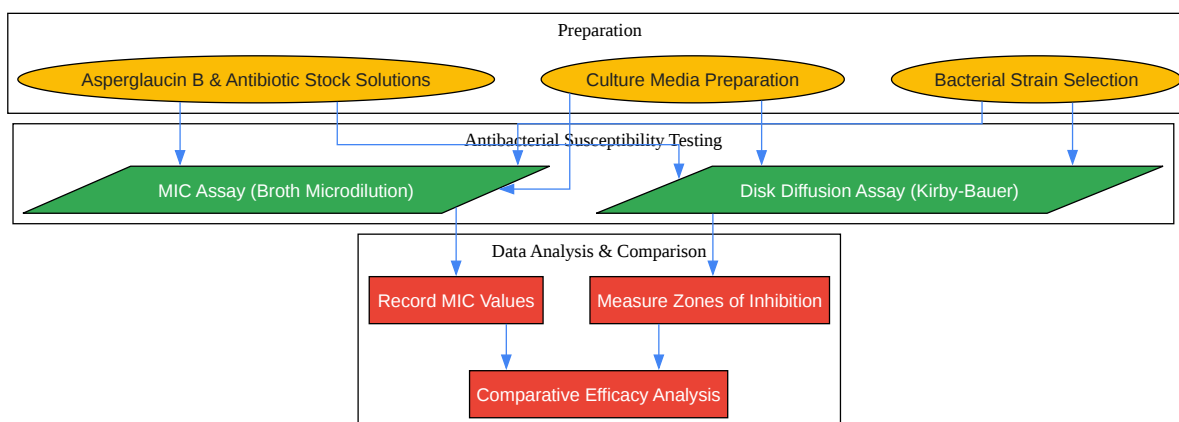 Preparation
Asperglaucin B & Antibiotic Stock Solutions
Culture Media Preparation
Bacterial Strain Selection
Antibacterial Susceptibility Testing
MIC Assay (Broth Microdilution)
Disk Diffusion Assay (Kirby-Bauer)
Data Analysis & Comparison
Record MIC Values
Measure Zones of Inhibition
Comparative Efficacy Analysis